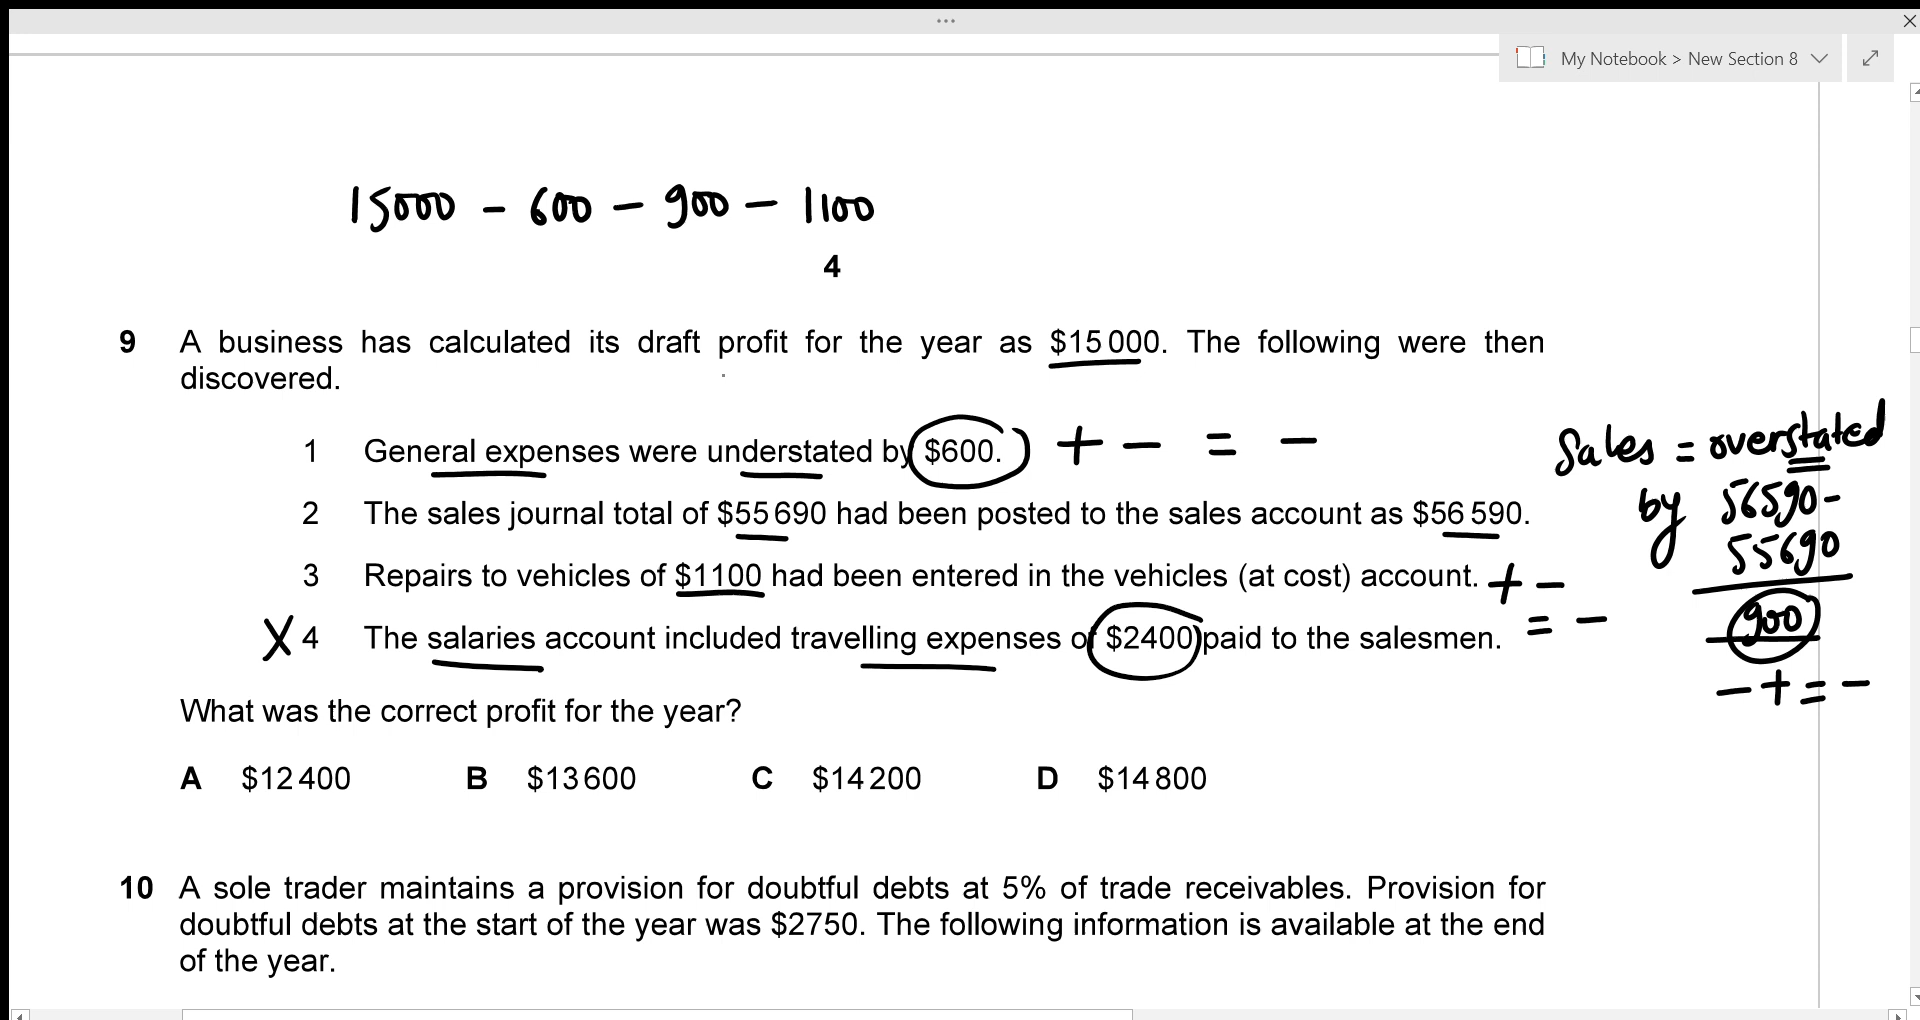 My Notebook > New Section 8
15000 - 600 - 900 - 1100
4
9 A business has calculated its draft profit for the year as $15 000. The following were then
discovered.
1 General expenses were understated by $600. + - = -
Sales = overstated
by 56590 -
55690
900
- + = -
2 The sales journal total of $55 690 had been posted to the sales account as $56 590.
3 Repairs to vehicles of $1100 had been entered in the vehicles (at cost) account. + -
= -
X 4 The salaries account included travelling expenses of $2400 paid to the salesmen.
What was the correct profit for the year?
A $12 400 B $13 600 C $14 200 D $14 800
10 A sole trader maintains a provision for doubtful debts at 5% of trade receivables. Provision for
doubtful debts at the start of the year was $2750. The following information is available at the end
of the year.